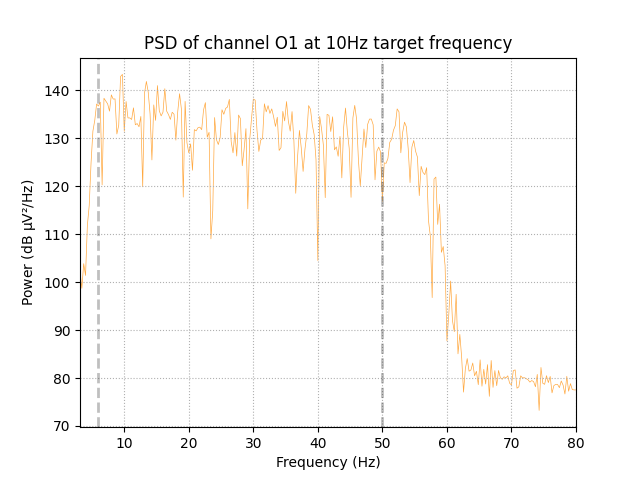 PSD of channel O1 at 10Hz target frequency
Power (dB µV²/Hz)
140
130
120
110
100
90
80
70
10 20 30 40 50 60 70 80
Frequency (Hz)